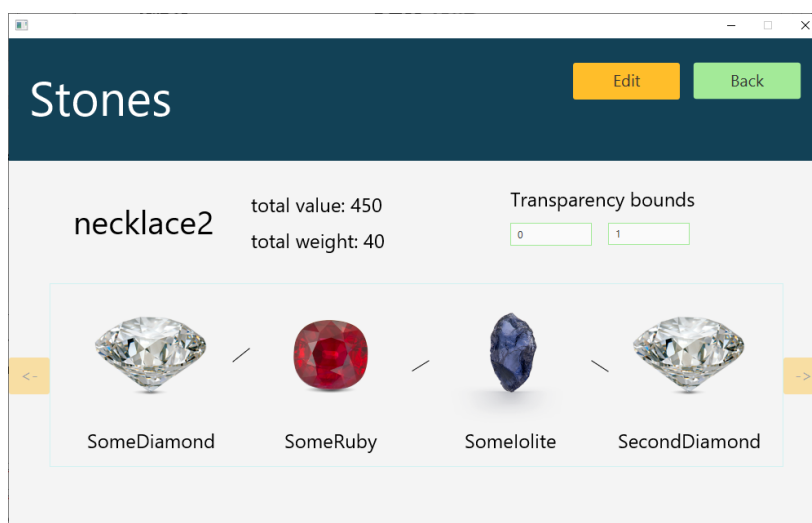 Stones
Edit
Back
necklace2
total value: 450
total weight: 40
Transparency bounds
0
1
<-
->
SomeDiamond
SomeRuby
SomeIolite
SecondDiamond